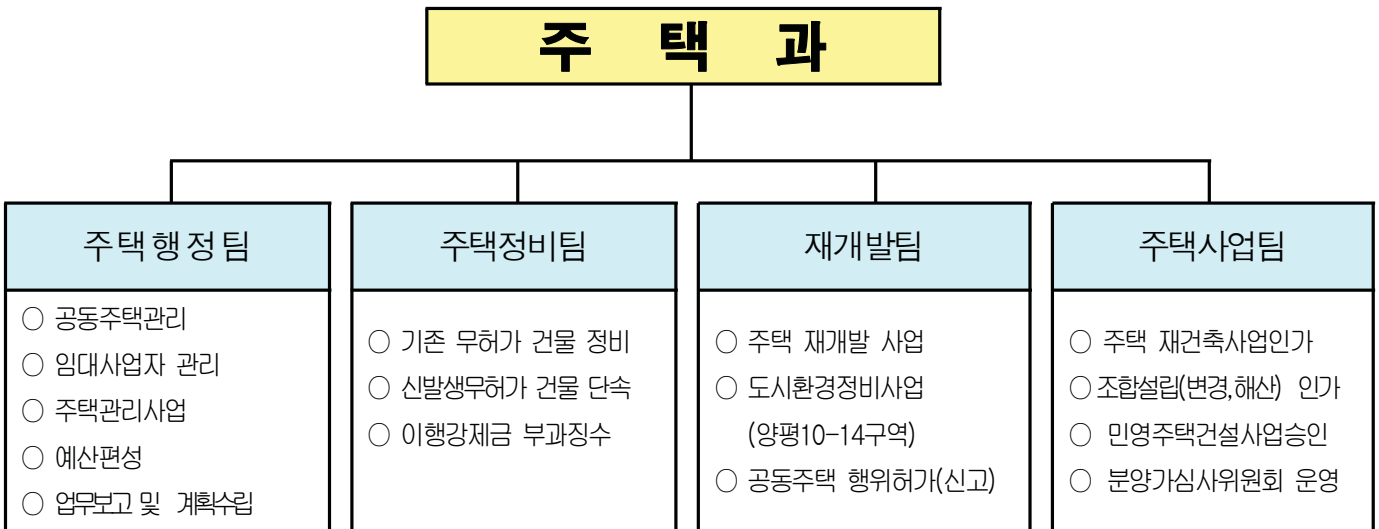 주 택 과
주택행정팀
○ 공동주택관리
○ 임대사업자 관리
○ 주택관리사업
○ 예산편성
○ 업무보고 및 계획수립
주택정비팀
○ 기존 무허가 건물 정비
○ 신발생무허가 건물 단속
○ 이행강제금 부과징수
재개발팀
○ 주택 재개발 사업
○ 도시환경정비사업
(양평10-14구역)
○ 공동주택 행위허가(신고)
주택사업팀
○ 주택 재건축사업인가
○ 조합설립(변경,해산) 인가
○ 민영주택건설사업승인
○ 분양가심사위원회 운영